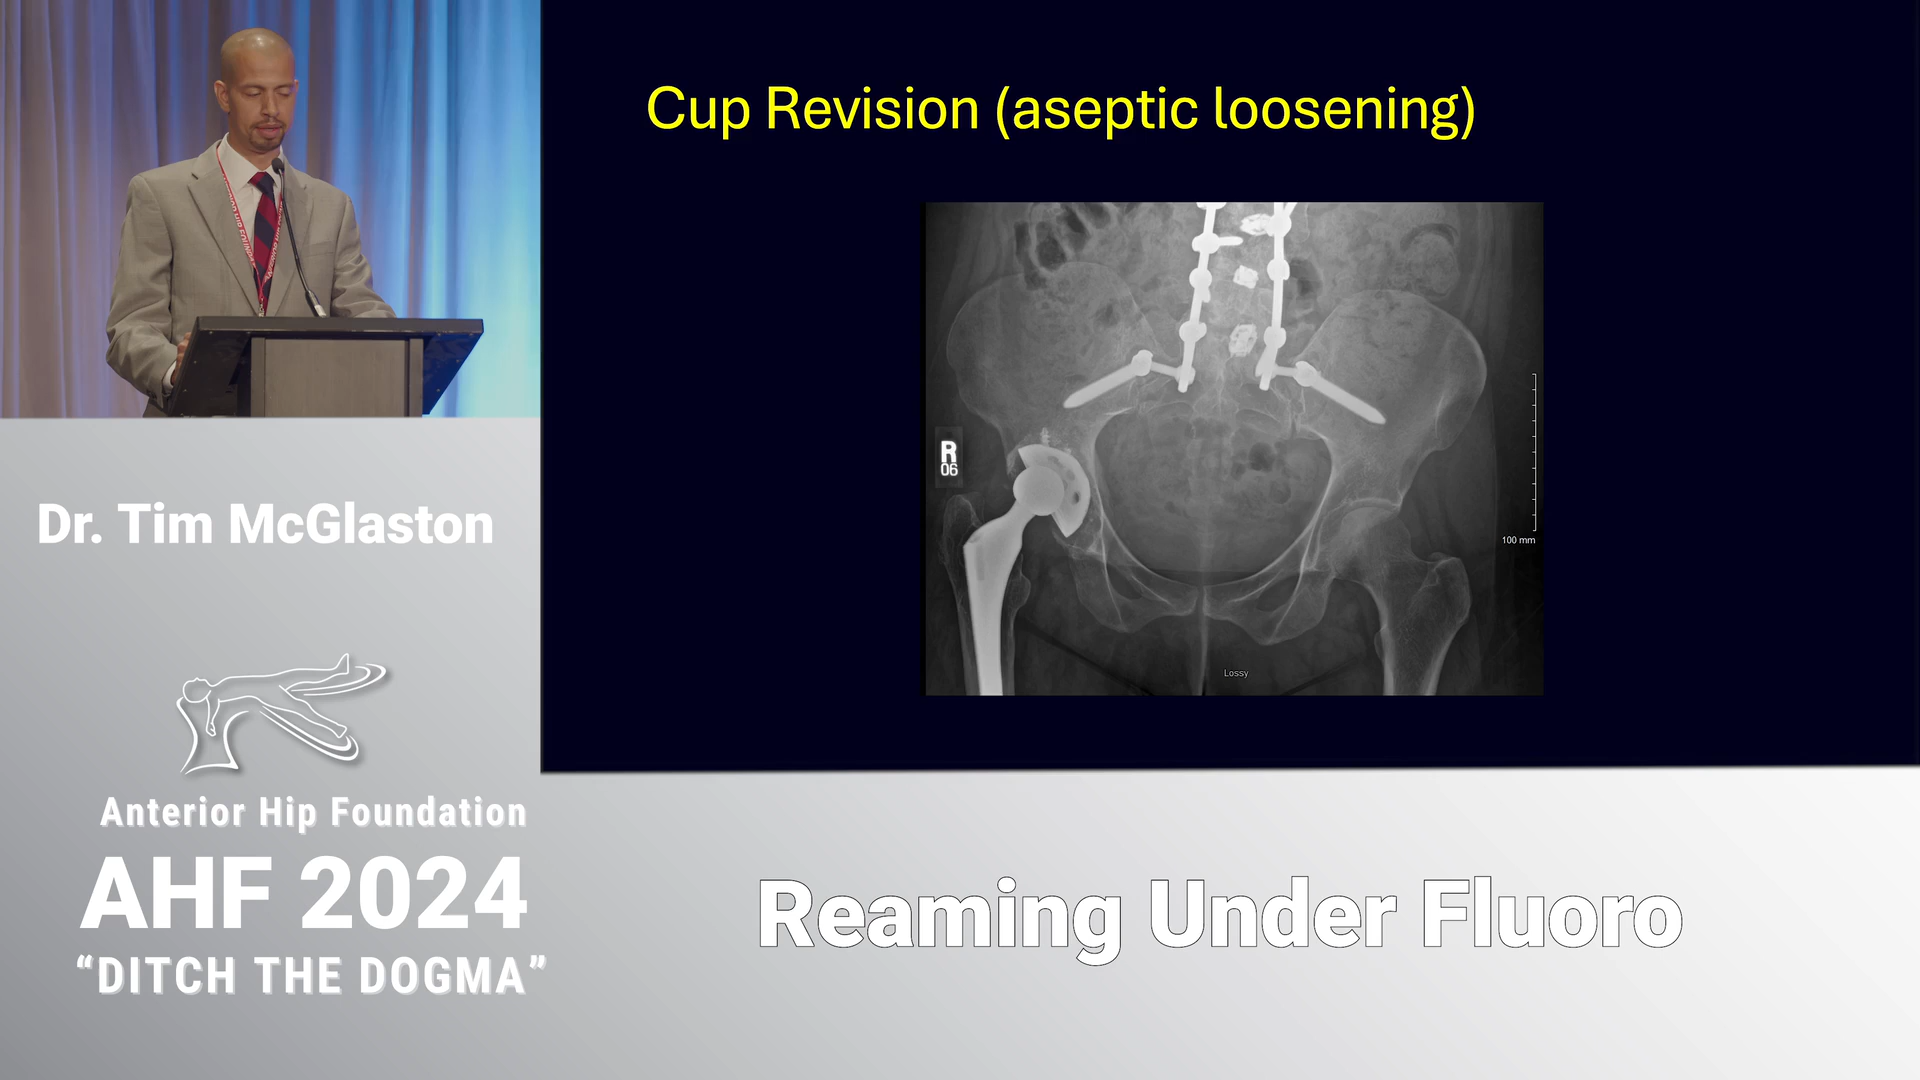 Cup Revision (aseptic loosening)
R
06
100 mm
Lossy
Dr. Tim McGlaston
Anterior Hip Foundation
AHF 2024
“DITCH THE DOGMA”
Reaming Under Fluoro